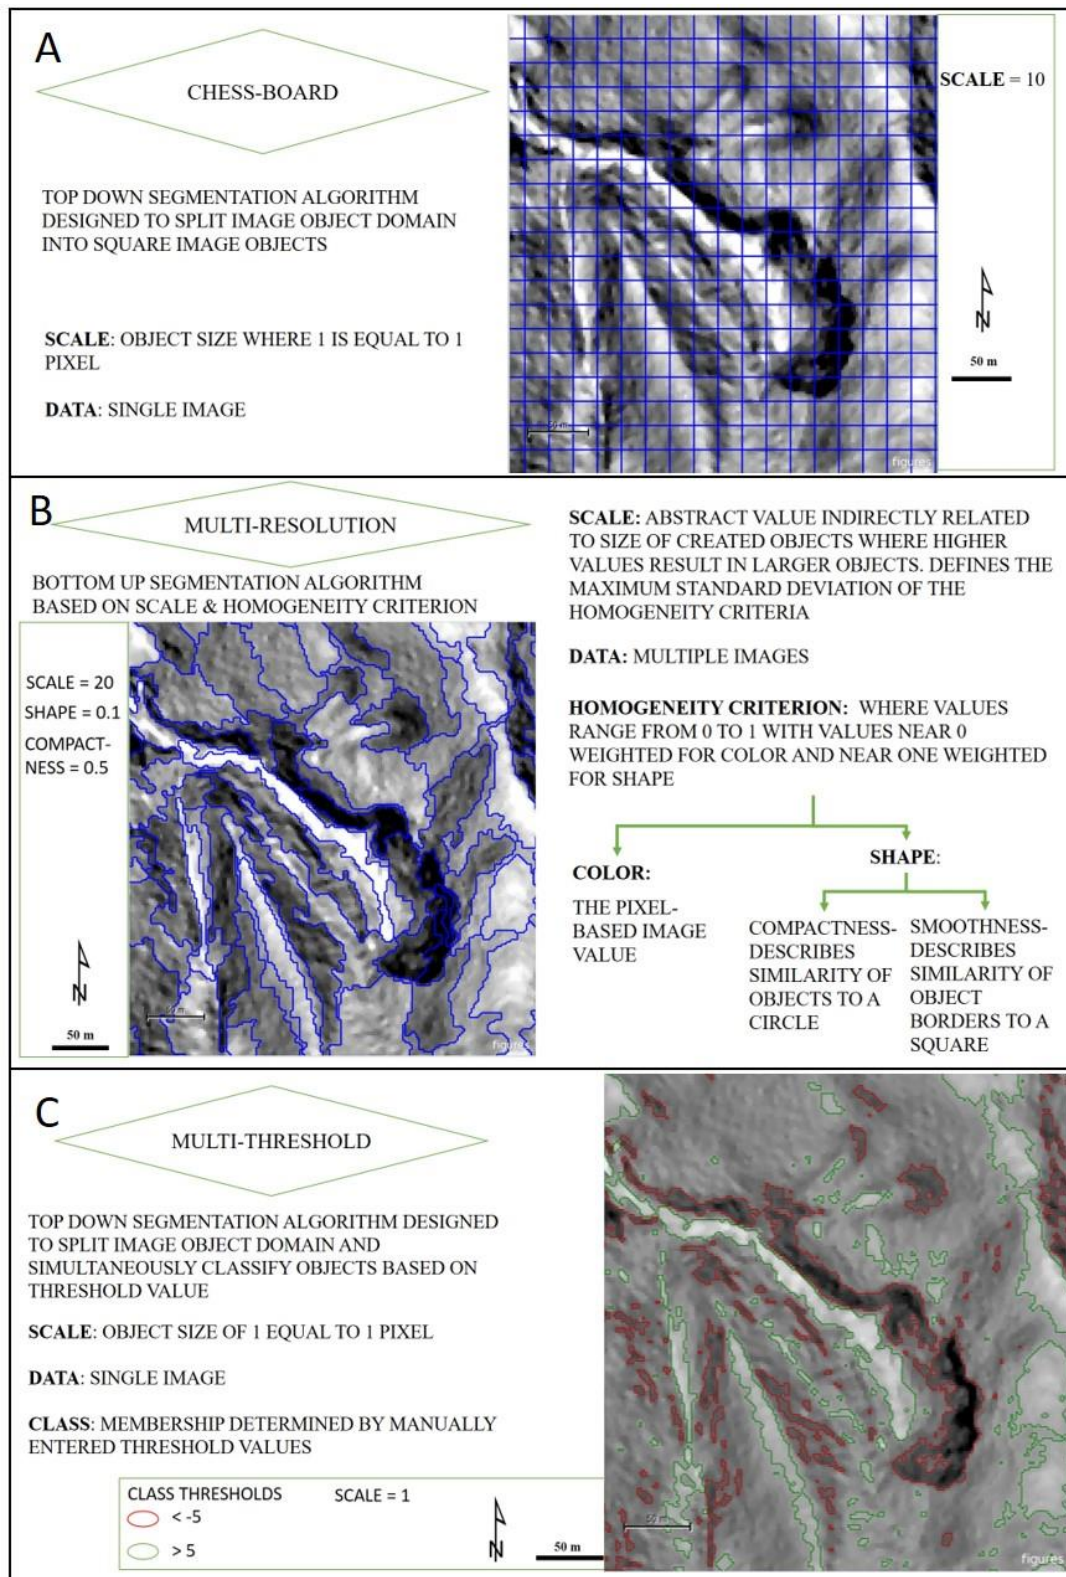 A
CHESS-BOARD
TOP DOWN SEGMENTATION ALGORITHM
DESIGNED TO SPLIT IMAGE OBJECT DOMAIN
INTO SQUARE IMAGE OBJECTS
SCALE: OBJECT SIZE WHERE 1 IS EQUAL TO 1
PIXEL
DATA: SINGLE IMAGE
50 m
figures
SCALE = 10
N
50 m
B
MULTI-RESOLUTION
BOTTOM UP SEGMENTATION ALGORITHM
BASED ON SCALE & HOMOGENEITY CRITERION
SCALE = 20
SHAPE = 0.1
COMPACT-
NESS = 0.5
N
50 m
50 m
figures
SCALE: ABSTRACT VALUE INDIRECTLY RELATED
TO SIZE OF CREATED OBJECTS WHERE HIGHER
VALUES RESULT IN LARGER OBJECTS. DEFINES THE
MAXIMUM STANDARD DEVIATION OF THE
HOMOGENEITY CRITERIA
DATA: MULTIPLE IMAGES
HOMOGENEITY CRITERION: WHERE VALUES
RANGE FROM 0 TO 1 WITH VALUES NEAR 0
WEIGHTED FOR COLOR AND NEAR ONE WEIGHTED
FOR SHAPE
COLOR:
THE PIXEL-
BASED IMAGE
VALUE
SHAPE:
COMPACTNESS-
DESCRIBES
SIMILARITY OF
OBJECTS TO A
CIRCLE
SMOOTHNESS-
DESCRIBES
SIMILARITY OF
OBJECT
BORDERS TO A
SQUARE
C
MULTI-THRESHOLD
TOP DOWN SEGMENTATION ALGORITHM DESIGNED
TO SPLIT IMAGE OBJECT DOMAIN AND
SIMULTANEOUSLY CLASSIFY OBJECTS BASED ON
THRESHOLD VALUE
SCALE: OBJECT SIZE OF 1 EQUAL TO 1 PIXEL
DATA: SINGLE IMAGE
CLASS: MEMBERSHIP DETERMINED BY MANUALLY
ENTERED THRESHOLD VALUES
CLASS THRESHOLDS
< -5
> 5
SCALE = 1
N
50 m
50 m
figures